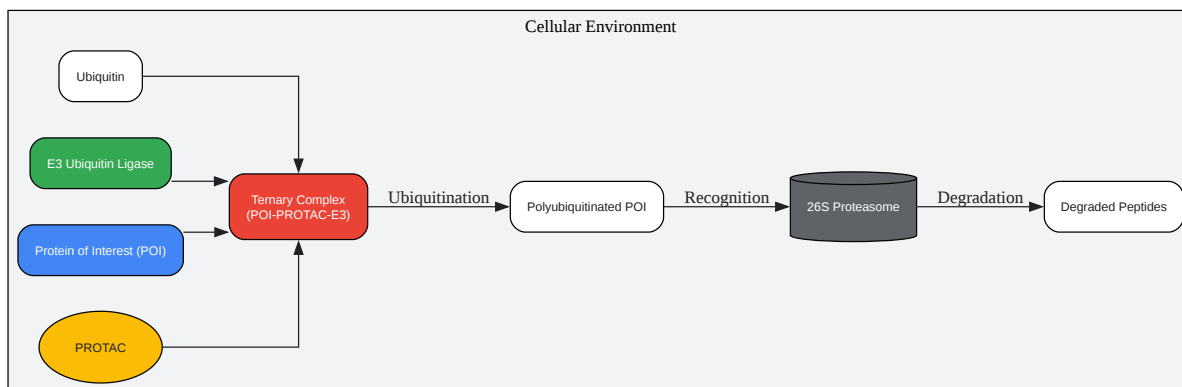 Cellular Environment
Ubiquitin
E3 Ubiquitin Ligase
Protein of Interest (POI)
PROTAC
Ternary Complex
(POI-PROTAC-E3)
Ubiquitination
Polyubiquitinated POI
Recognition
26S Proteasome
Degradation
Degraded Peptides